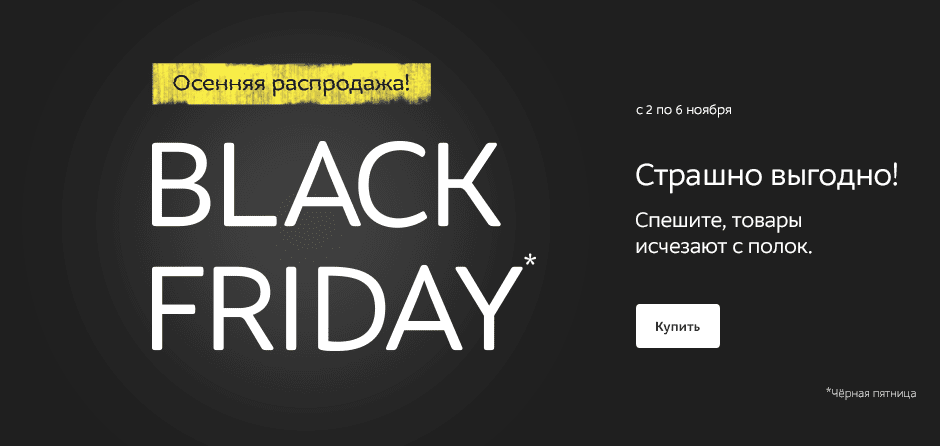 Осенняя распродажа!
BLACK
FRIDAY*
с 2 по 6 ноября
Страшно выгодно!
Спешите, товары
исчезают с полок.
Купить
*Чёрная пятница